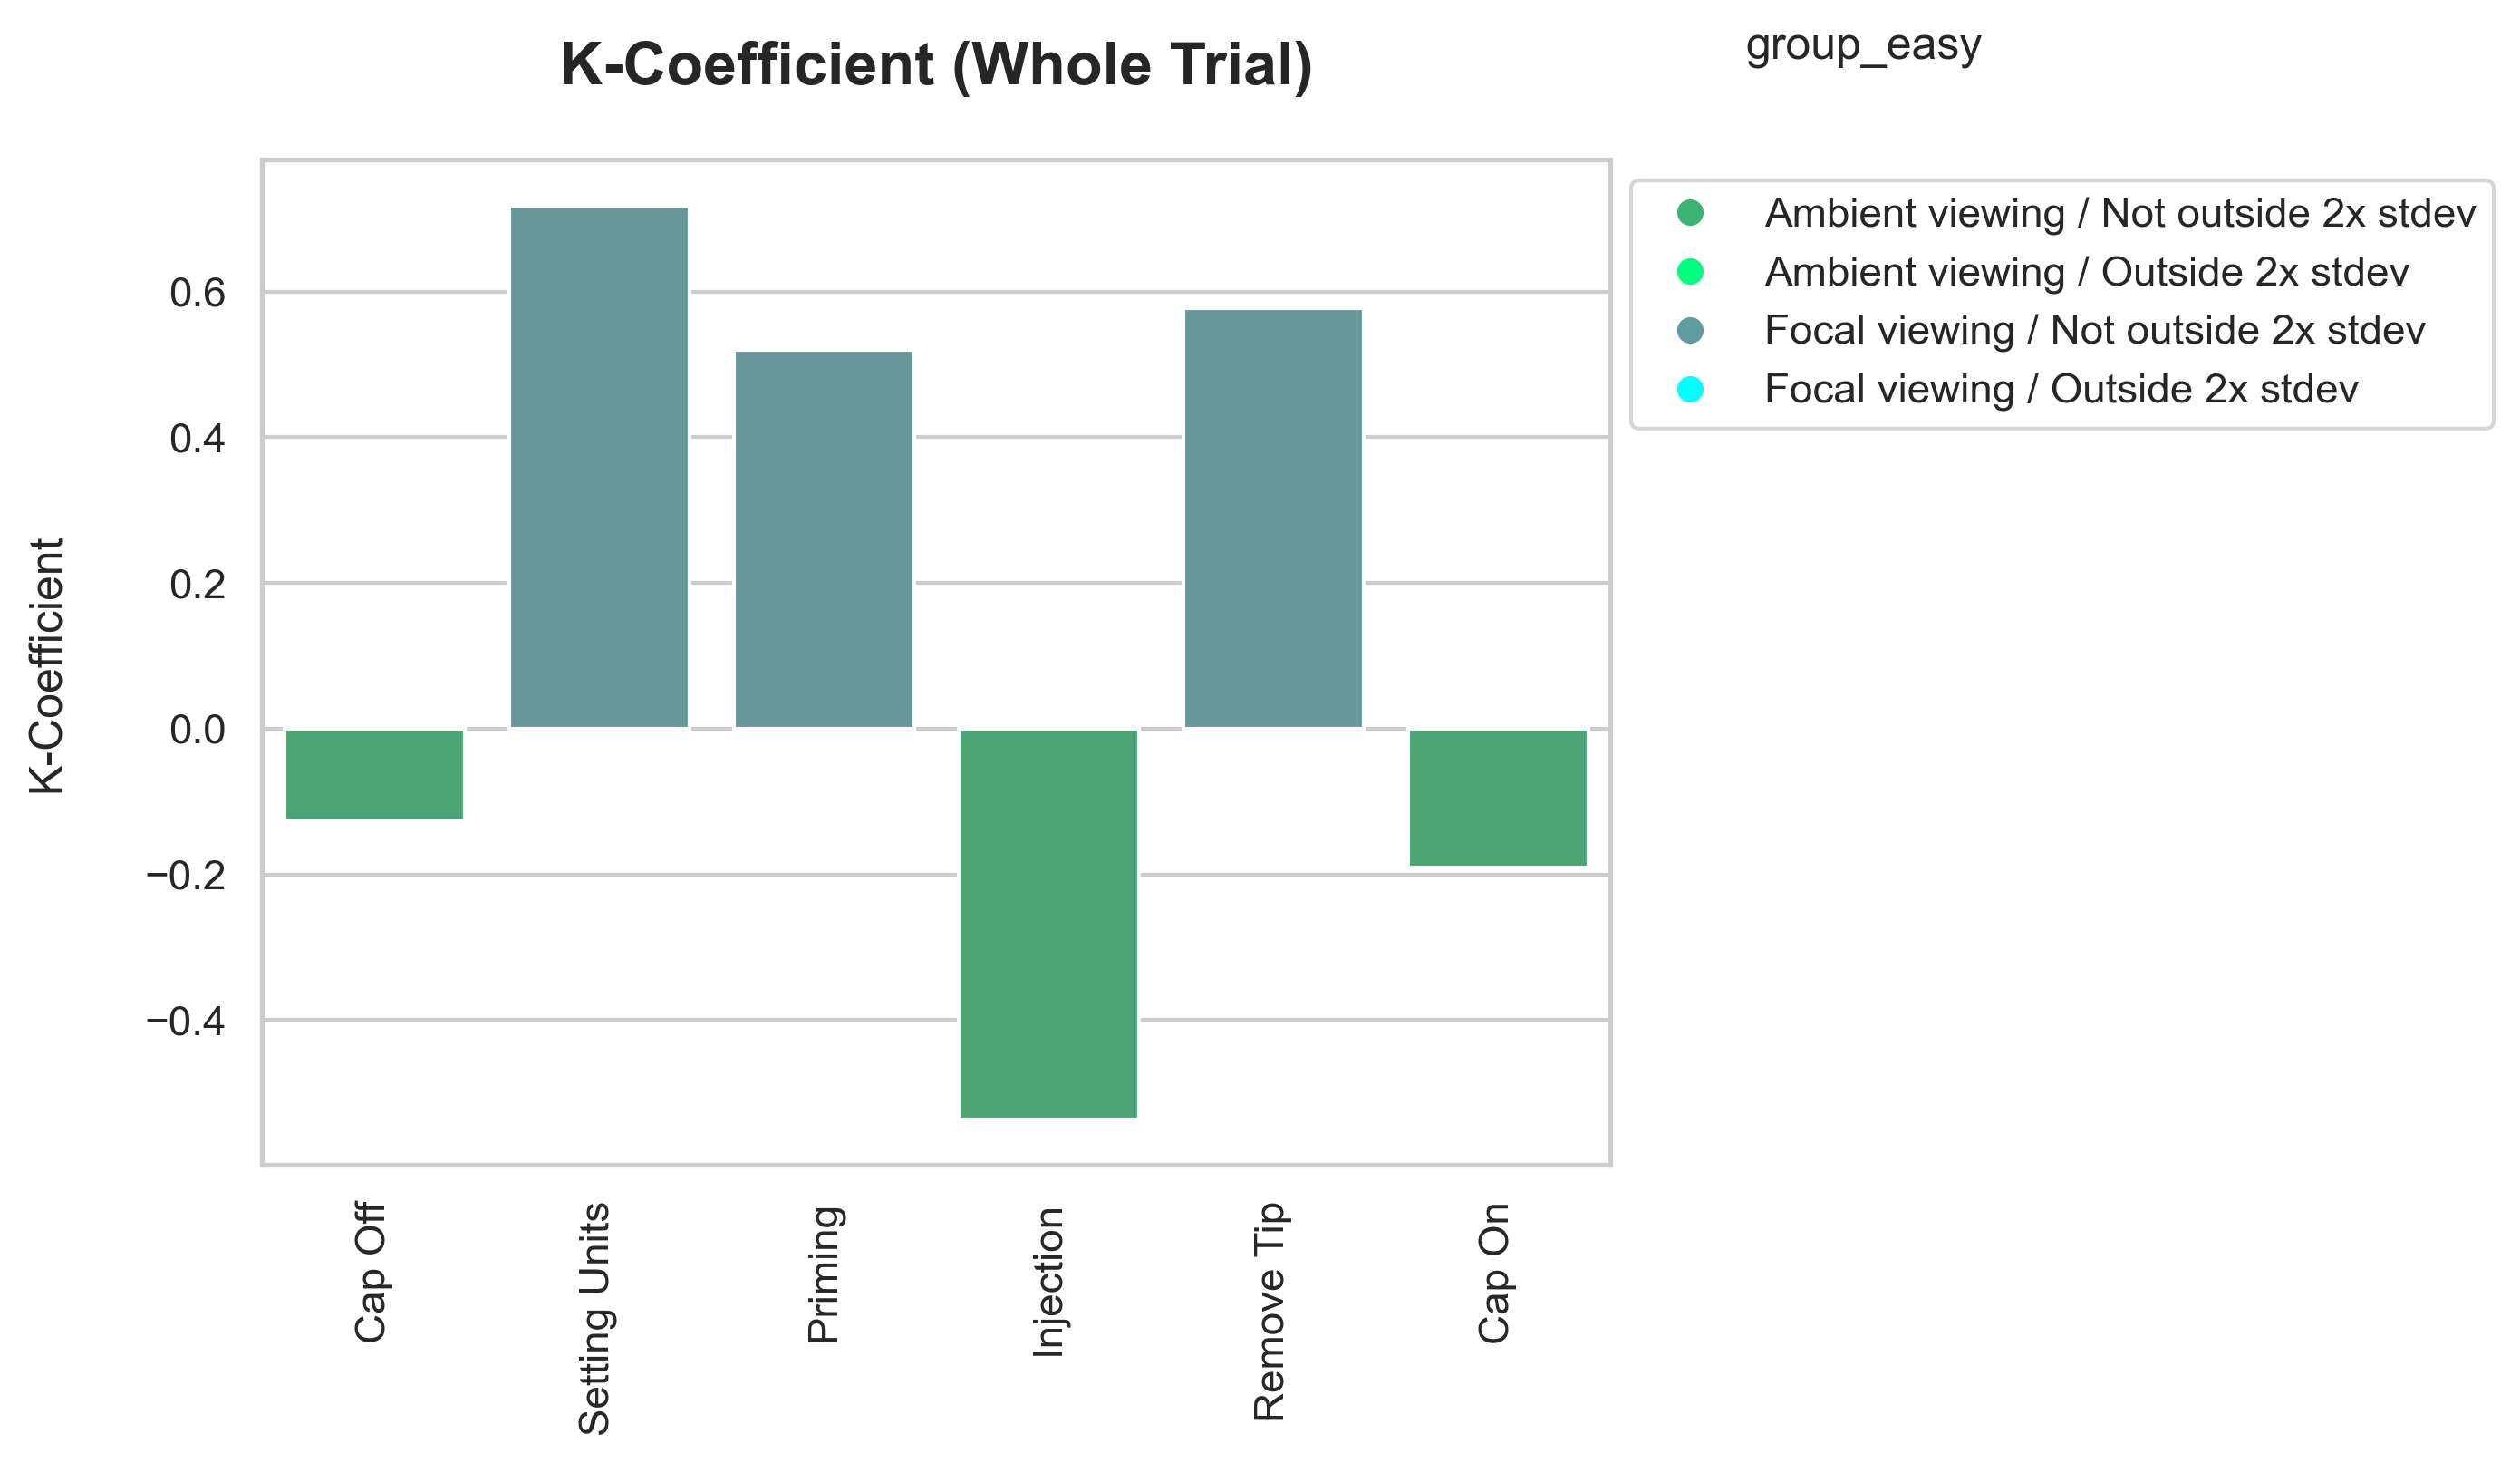 K-Coefficient (Whole Trial)
group_easy
Ambient viewing / Not outside 2x stdev
Ambient viewing / Outside 2x stdev
Focal viewing / Not outside 2x stdev
Focal viewing / Outside 2x stdev
K-Coefficient
0.6
0.4
0.2
0.0
−0.2
−0.4
Cap Off
Setting Units
Priming
Injection
Remove Tip
Cap On